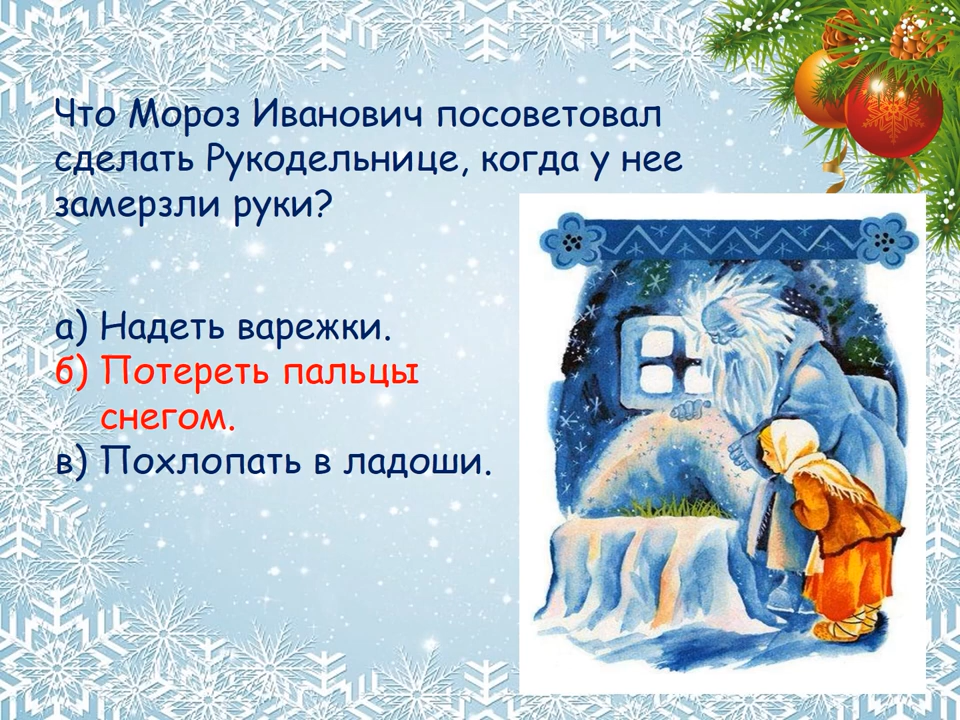 Что Мороз Иванович посоветовал
сделать Рукодельнице, когда у нее
замерзли руки?
а) Надеть варежки.
б) Потереть пальцы
снегом.
в) Похлопать в ладоши.